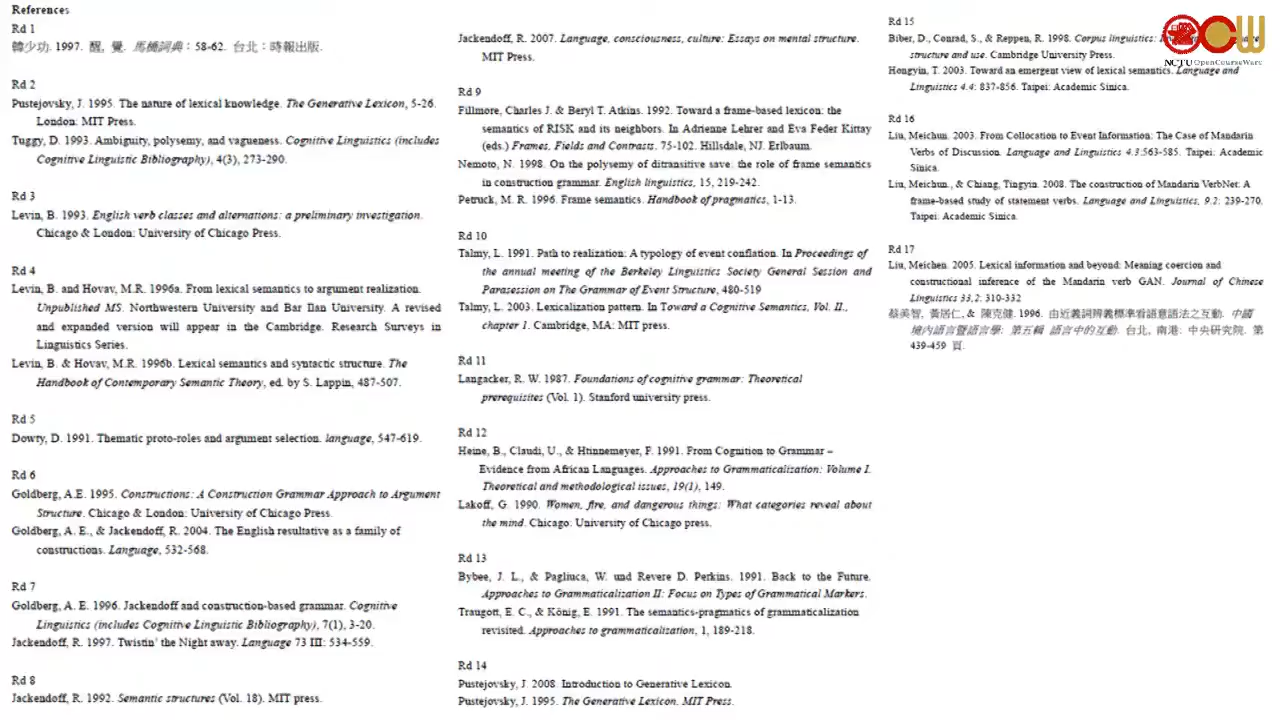 References
Rd 1
韓少功. 1997. 醒, 覺. 馬橋詞典：58-62. 台北：時報出版.
Rd 2
Pustejovsky, J. 1995. The nature of lexical knowledge. The Generative Lexicon, 5-26.
London: MIT Press.
Tuggy, D. 1993. Ambiguity, polysemy, and vagueness. Cognitive Linguistics (includes
Cognitive Linguistic Bibliography), 4(3), 273-290.
Rd 3
Levin, B. 1993. English verb classes and alternations: a preliminary investigation.
Chicago & London: University of Chicago Press.
Rd 4
Levin, B. and Hovav, M.R. 1996a. From lexical semantics to argument realization.
Unpublished MS. Northwestern University and Bar Ilan University. A revised
and expanded version will appear in the Cambridge. Research Surveys in
Linguistics Series.
Levin, B. & Hovav, M.R. 1996b. Lexical semantics and syntactic structure. The
Handbook of Contemporary Semantic Theory, ed. by S. Lappin, 487-507.
Rd 5
Dowty, D. 1991. Thematic proto-roles and argument selection. language, 547-619.
Rd 6
Goldberg, A.E. 1995. Constructions: A Construction Grammar Approach to Argument
Structure. Chicago & London: University of Chicago Press.
Goldberg, A. E., & Jackendoff, R. 2004. The English resultative as a family of
constructions. Language, 532-568.
Rd 7
Goldberg, A. E. 1996. Jackendoff and construction-based grammar. Cognitive
Linguistics (includes Cognitive Linguistic Bibliography), 7(1), 3-20.
Jackendoff, R. 1997. Twistin' the Night away. Language 73 III: 534-559.
Rd 8
Jackendoff, R. 1992. Semantic structures (Vol. 18). MIT press.
Jackendoff, R. 2007. Language, consciousness, culture: Essays on mental structure.
MIT Press.
Rd 9
Fillmore, Charles J. & Beryl T. Atkins. 1992. Toward a frame-based lexicon: the
semantics of RISK and its neighbors. In Adrienne Lehrer and Eva Feder Kittay
(eds.) Frames, Fields and Contrasts. 75-102. Hillsdale, NJ. Erlbaum.
Nemoto, N. 1998. On the polysemy of ditransitive save: the role of frame semantics
in construction grammar. English linguistics, 15, 219-242.
Petruck, M. R. 1996. Frame semantics. Handbook of pragmatics, 1-13.
Rd 10
Talmy, L. 1991. Path to realization: A typology of event conflation. In Proceedings of
the annual meeting of the Berkeley Linguistics Society General Session and
Parasession on The Grammar of Event Structure, 480-519
Talmy, L. 2003. Lexicalization pattern. In Toward a Cognitive Semantics, Vol. II.,
chapter 1. Cambridge, MA: MIT press.
Rd 11
Langacker, R. W. 1987. Foundations of cognitive grammar: Theoretical
prerequisites (Vol. 1). Stanford university press.
Rd 12
Heine, B., Claudi, U., & Htinnemeyer, F. 1991. From Cognition to Grammar –
Evidence from African Languages. Approaches to Grammaticalization: Volume I.
Theoretical and methodological issues, 19(1), 149.
Lakoff, G. 1990. Women, fire, and dangerous things: What categories reveal about
the mind. Chicago: University of Chicago press.
Rd 13
Bybee, J. L., & Pagliuca, W. und Revere D. Perkins. 1991. Back to the Future.
Approaches to Grammaticalization II: Focus on Types of Grammatical Markers.
Traugott, E. C., & König, E. 1991. The semantics-pragmatics of grammaticalization
revisited. Approaches to grammaticalization, 1, 189-218.
Rd 14
Pustejovsky, J. 2008. Introduction to Generative Lexicon.
Pustejovsky, J. 1995. The Generative Lexicon. MIT Press.
Rd 15
Biber, D., Conrad, S., & Reppen, R. 1998. Corpus linguistics:
structure and use. Cambridge University Press.
Hongyin, T. 2003. Toward an emergent view of lexical semantics. Language and
Linguistics 4.4: 837-856. Taipei: Academic Sinica.
Rd 16
Liu, Meichun. 2003. From Collocation to Event Information: The Case of Mandarin
Verbs of Discussion. Language and Linguistics 4.3:563-585. Taipei: Academic
Sinica.
Liu, Meichun., & Chiang, Tingyin. 2008. The construction of Mandarin VerbNet: A
frame-based study of statement verbs. Language and Linguistics, 9.2: 239-270.
Taipei: Academic Sinica.
Rd 17
Liu, Meichen. 2005. Lexical information and beyond: Meaning coercion and
constructional inference of the Mandarin verb GAN. Journal of Chinese
Linguistics 33,2: 310-332
蔡美智, 黃居仁, & 陳克健. 1996. 由近義詞辨義標準看語意語法之互動. 中國
境內語言暨語言學: 第五輯 語言中的互動. 台北, 南港: 中央研究院. 第
439-459 頁.
OCW
NCTU OpenCourseWare